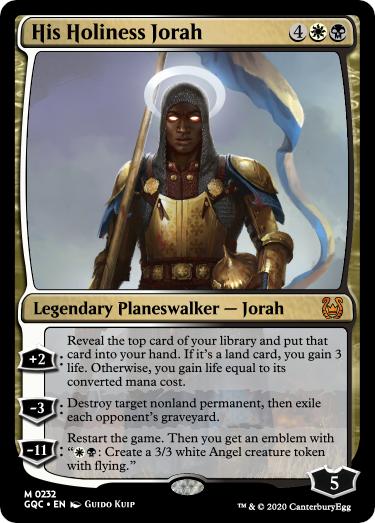 His Holiness Jorah 4
Legendary Planeswalker — Jorah
+2: Reveal the top card of your library and put
that card into your hand. If it's a land card, you gain 3
life. Otherwise, you gain life equal to its
converted mana cost.
-3: Destroy target nonland permanent, then exile
each opponent's graveyard.
-11: Restart the game. Then you get an emblem with
": Create a 3/3 white Angel creature token
with flying."
5
M 0232
GQC • EN Guido Kuip
™ & © 2020 CanterburyEgg